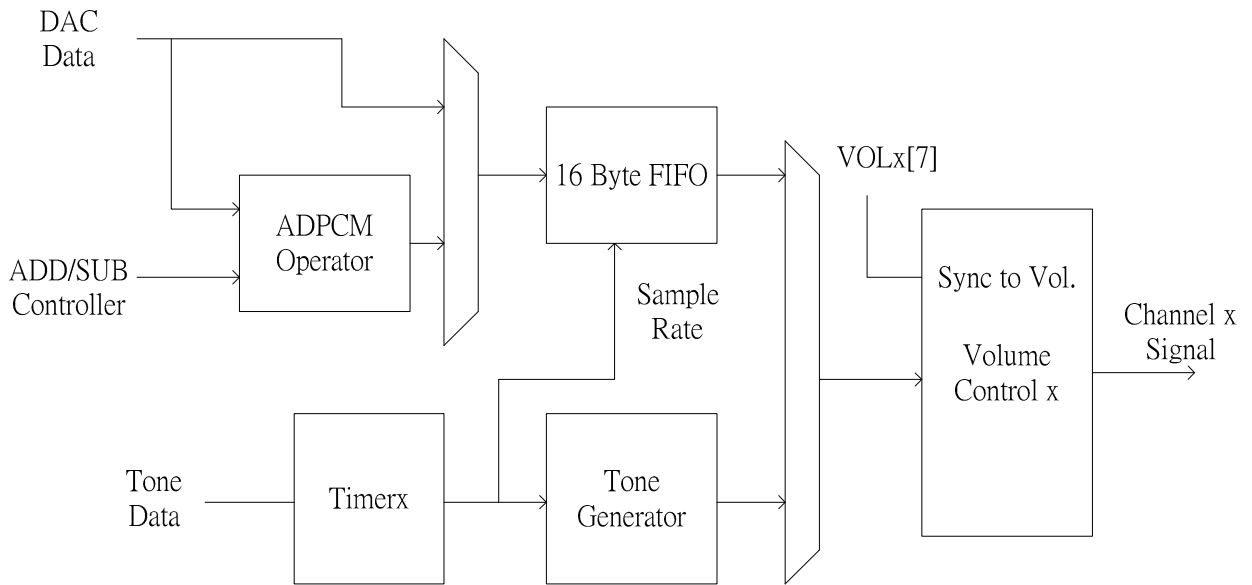 DAC
Data
VOLx[7]
16 Byte FIFO
ADPCM
Operator
ADD/SUB
Controller
Sample
Rate
Sync to Vol.
Volume
Control x
Channel x
Signal
Tone
Data
Timerx
Tone
Generator